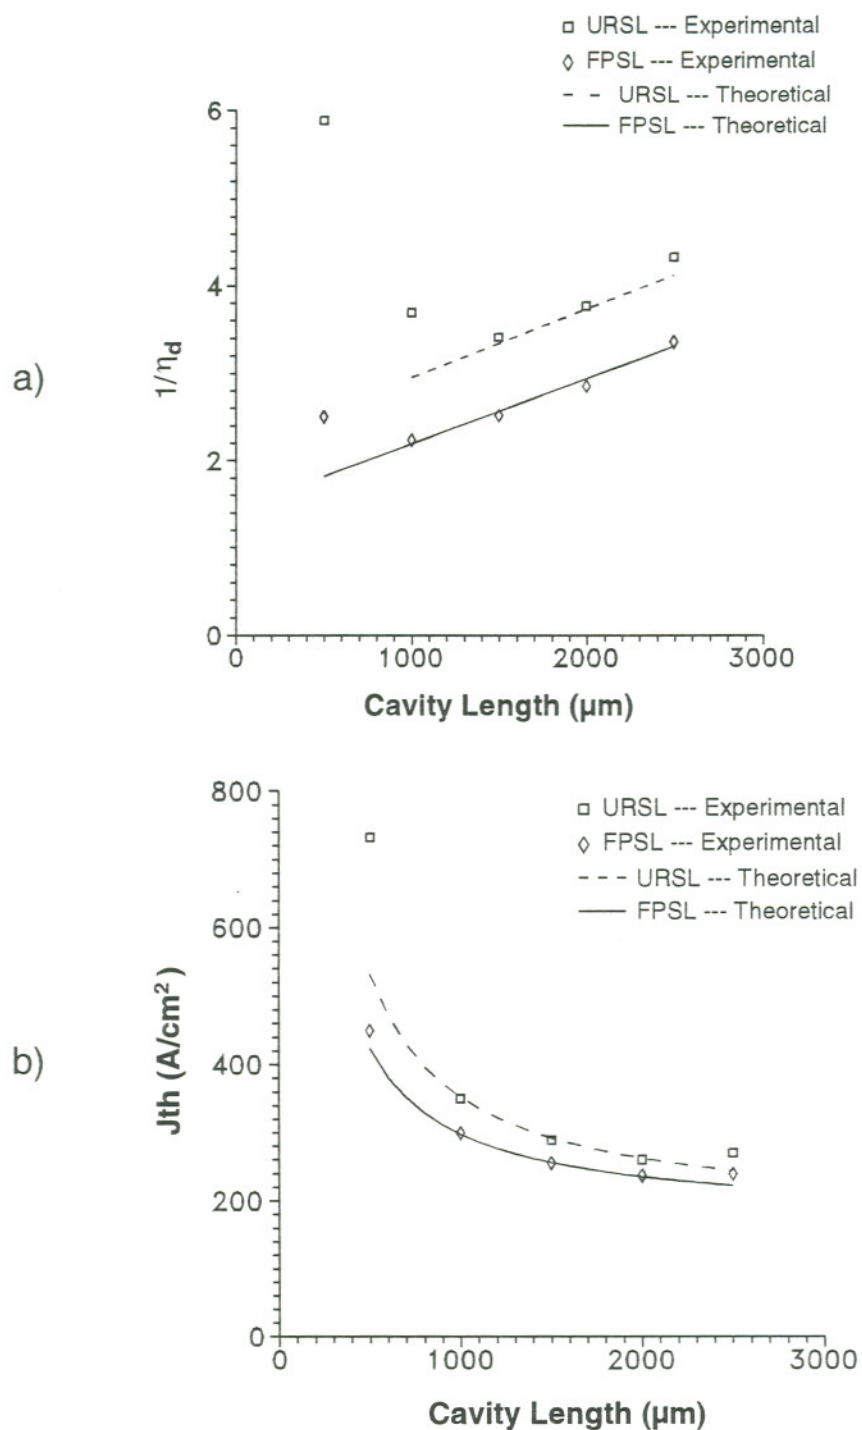 □ URSL --- Experimental
◇ FPSL --- Experimental
– – URSL --- Theoretical
— FPSL --- Theoretical
a)
1/ηd
6
4
2
0
0 1000 2000 3000
Cavity Length (μm)
b)
Jth (A/cm²)
800
600
400
200
0
□ URSL --- Experimental
◇ FPSL --- Experimental
– – – URSL --- Theoretical
— FPSL --- Theoretical
0 1000 2000 3000
Cavity Length (μm)